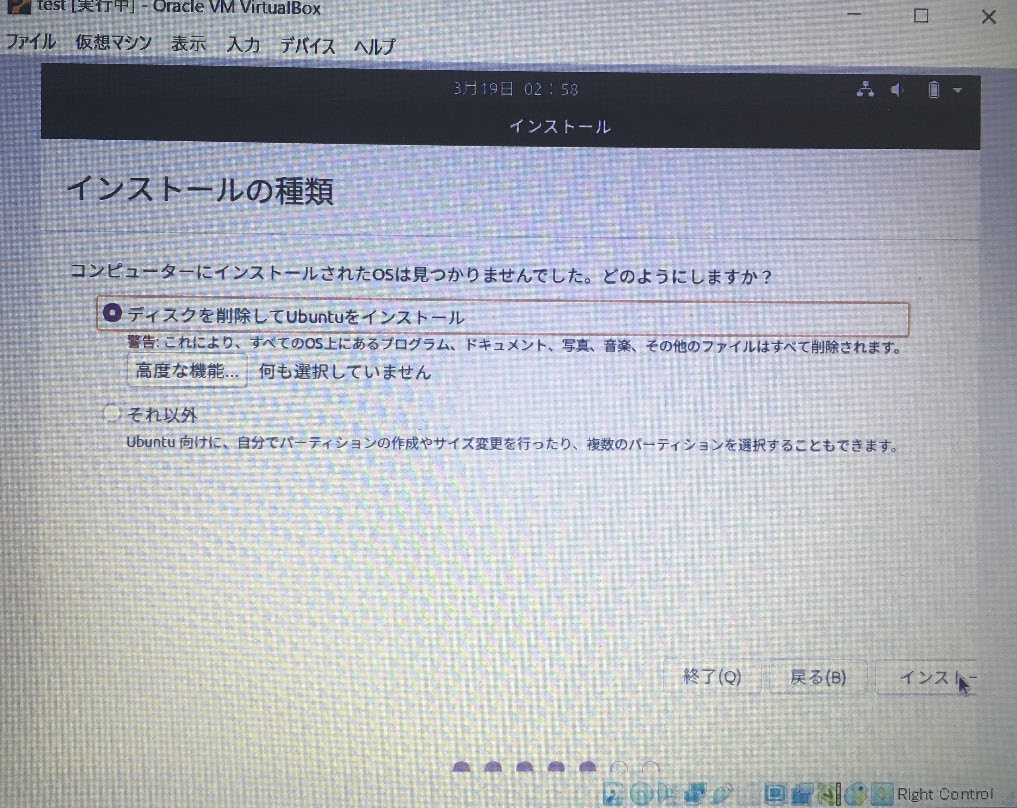 test [実行中] - Oracle VM VirtualBox
ファイル 仮想マシン 表示 入力 デバイス ヘルプ
3月19日 02：58
インストール
インストールの種類
コンピューターにインストールされたOSは見つかりませんでした。どのようにしますか？
ディスクを削除してUbuntuをインストール
警告: これにより、すべてのOS上にあるプログラム、ドキュメント、写真、音楽、その他のファイルはすべて削除されます。
高度な機能... 何も選択していません
それ以外
Ubuntu 向けに、自分でパーティションの作成やサイズ変更を行ったり、複数のパーティションを選択することもできます。
終了(Q) 戻る(B) インスト
Right Control